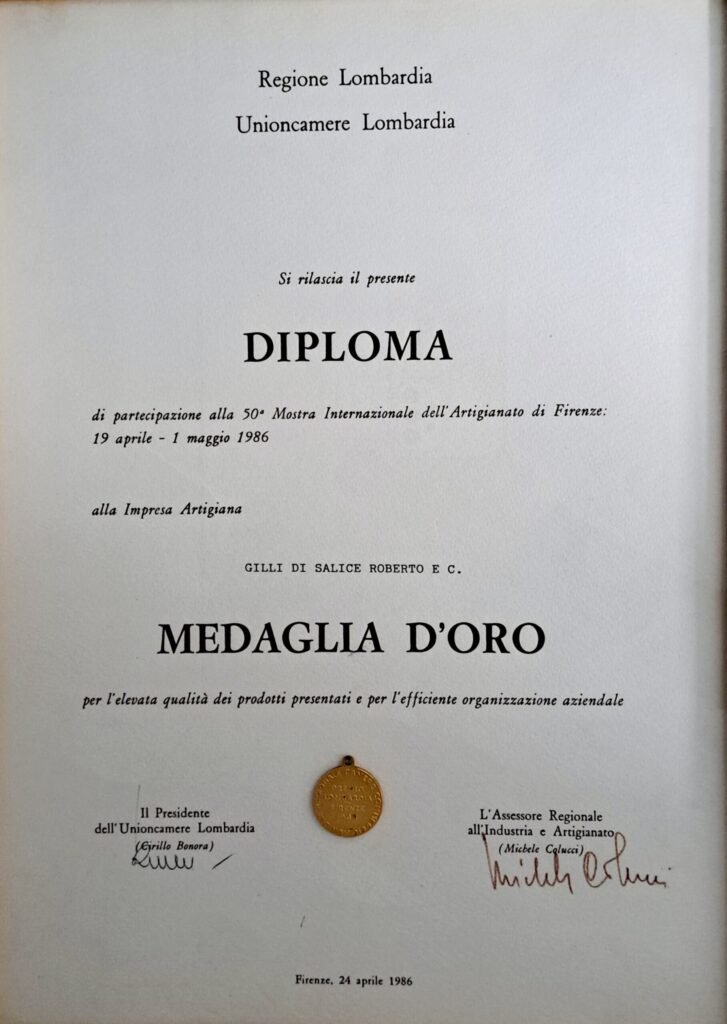 Regione Lombardia
Unioncamere Lombardia
Si rilascia il presente
DIPLOMA
di partecipazione alla 50ª Mostra Internazionale dell'Artigianato di Firenze:
19 aprile - 1 maggio 1986
alla Impresa Artigiana
GILLI DI SALICE ROBERTO E C.
MEDAGLIA D'ORO
per l'elevata qualità dei prodotti presentati e per l'efficiente organizzazione aziendale
Il Presidente
dell'Unioncamere Lombardia
(Cirillo Bonora)
L'Assessore Regionale
all'Industria e Artigianato
(Michele Colucci)
Michele Colucci
Firenze, 24 aprile 1986